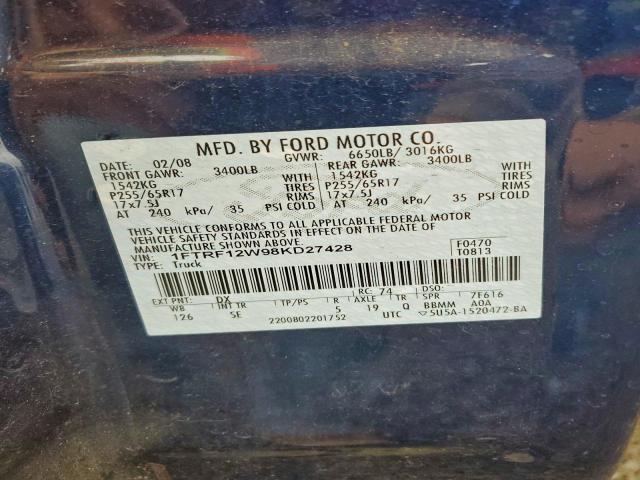 MFD. BY FORD MOTOR CO.
DATE: 02/08 GVWR: 6650LB/ 3016KG
FRONT GAWR: 3400LB REAR GAWR: 3400LB
1542KG WITH 1542KG WITH
P255/65R17 TIRES P255/65R17 TIRES
17x7.5J RIMS 17x7.5J RIMS
AT 240 kPa/ 35 PSI COLD AT 240 kPa/ 35 PSI COLD
THIS VEHICLE CONFORMS TO ALL APPLICABLE FEDERAL MOTOR
VEHICLE SAFETY STANDARDS IN EFFECT ON THE DATE OF
MANUFACTURE SHOWN ABOVE.
VIN: 1FTRF12W98KD27428 F0470
TYPE: Truck T0813
RC: 74 DSO:
EXT PNT: DX
WB INT TR TP/PS R AXLE TR SPR 7F616
126 SE 5 19 Q BBMM A0A
2200802201752 UTC ▽5U5A-1520472-BA